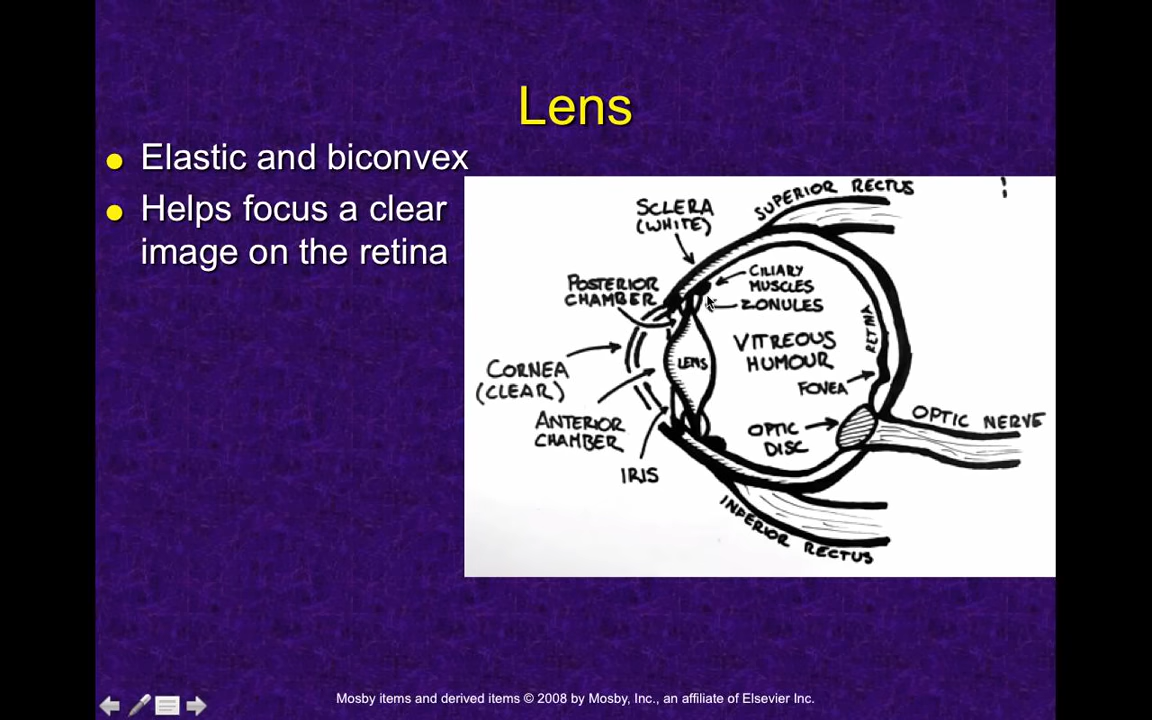 Lens
Elastic and biconvex
Helps focus a clear
image on the retina
SUPERIOR RECTUS
SCLERA
(WHITE)
CILIARY
MUSCLES
ZONULES
POSTERIOR
CHAMBER
VITREOUS
HUMOUR
RETINA
LENS
FOVEA
CORNEA
(CLEAR)
ANTERIOR
CHAMBER
OPTIC NERVE
OPTIC
DISC
IRIS
INFERIOR RECTUS
Mosby items and derived items © 2008 by Mosby, Inc., an affiliate of Elsevier Inc.